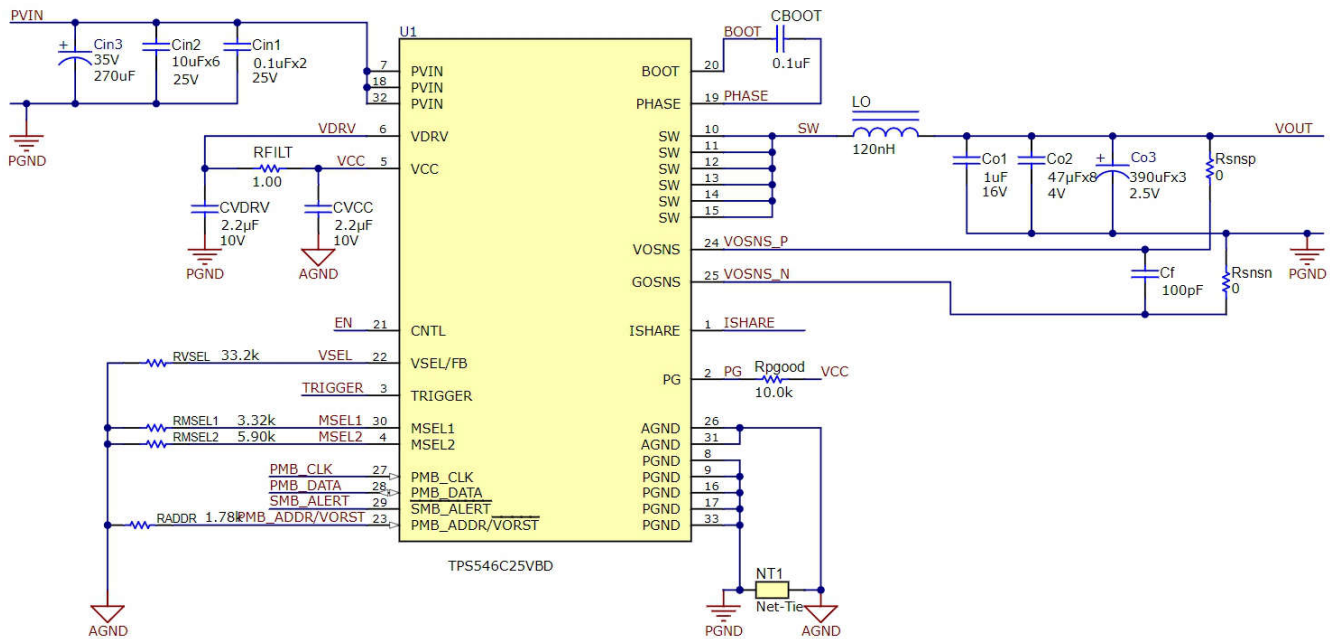 PVIN
Cin3
35V
270uF
Cin2
10uFx6
25V
Cin1
0.1uFx2
25V
PGND
U1
7 PVIN
18 PVIN
32 PVIN
VDRV 6 VDRV
RFILT
1.00
VCC 5 VCC
CVDRV
2.2µF
10V
PGND
CVCC
2.2µF
10V
AGND
EN 21 CNTL
RVSEL 33.2k VSEL 22 VSEL/FB
TRIGGER 3 TRIGGER
RMSEL1 3.32k MSEL1 30 MSEL1
RMSEL2 5.90k MSEL2 4 MSEL2
PMB_CLK 27 PMB_CLK
PMB_DATA 28 PMB_DATA
SMB_ALERT 29 SMB_ALERT
RADDR 1.78k PMB_ADDR/VORST 23 PMB_ADDR/VORST
AGND
TPS546C25VBD
BOOT 20 BOOT
CBOOT
0.1uF
PHASE 19 PHASE
SW 10 SW
SW 11
SW 12
SW 13
SW 14
SW 15
LO
120nH
VOUT
Co1
1uF
16V
Co2
47µFx8
4V
Co3
390uFx3
2.5V
Rsnsp
0
VOSNS 24 VOSNS_P
GOSNS 25 VOSNS_N
Cf
100pF
Rsnsn
0
PGND
ISHARE 1 ISHARE
PG 2 PG
Rpgood
10.0k
VCC
AGND 26
AGND 31
PGND 8
PGND 9
PGND 16
PGND 17
PGND 33
NT1
Net-Tie
PGND
AGND